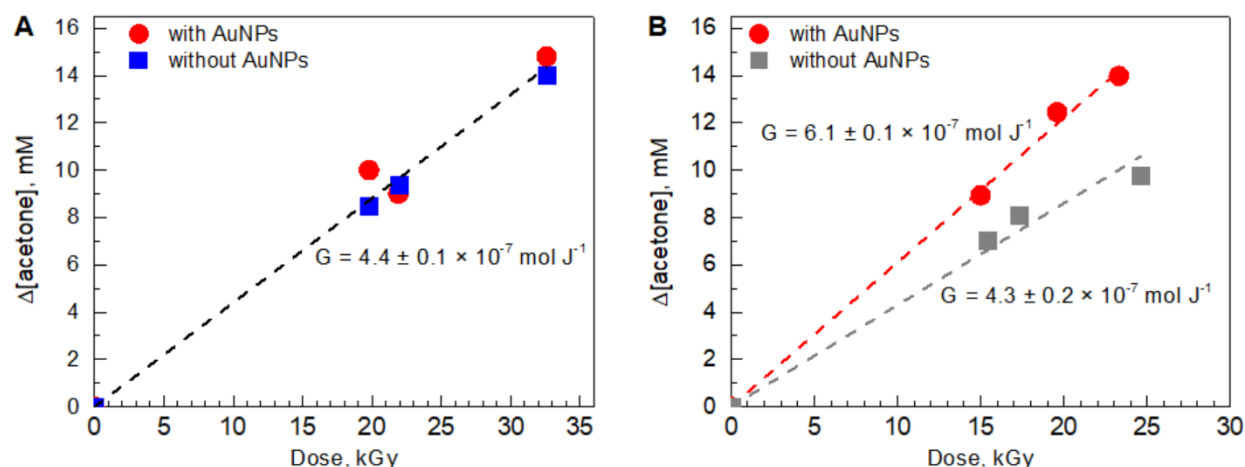 A
with AuNPs
without AuNPs
Δ[acetone], mM
16
14
12
10
8
6
4
2
0
G = 4.4 ± 0.1 × 10⁻⁷ mol J⁻¹
0 5 10 15 20 25 30 35
Dose, kGy
B
with AuNPs
without AuNPs
Δ[acetone], mM
16
14
12
10
8
6
4
2
0
G = 6.1 ± 0.1 × 10⁻⁷ mol J⁻¹
G = 4.3 ± 0.2 × 10⁻⁷ mol J⁻¹
0 5 10 15 20 25 30
Dose, kGy